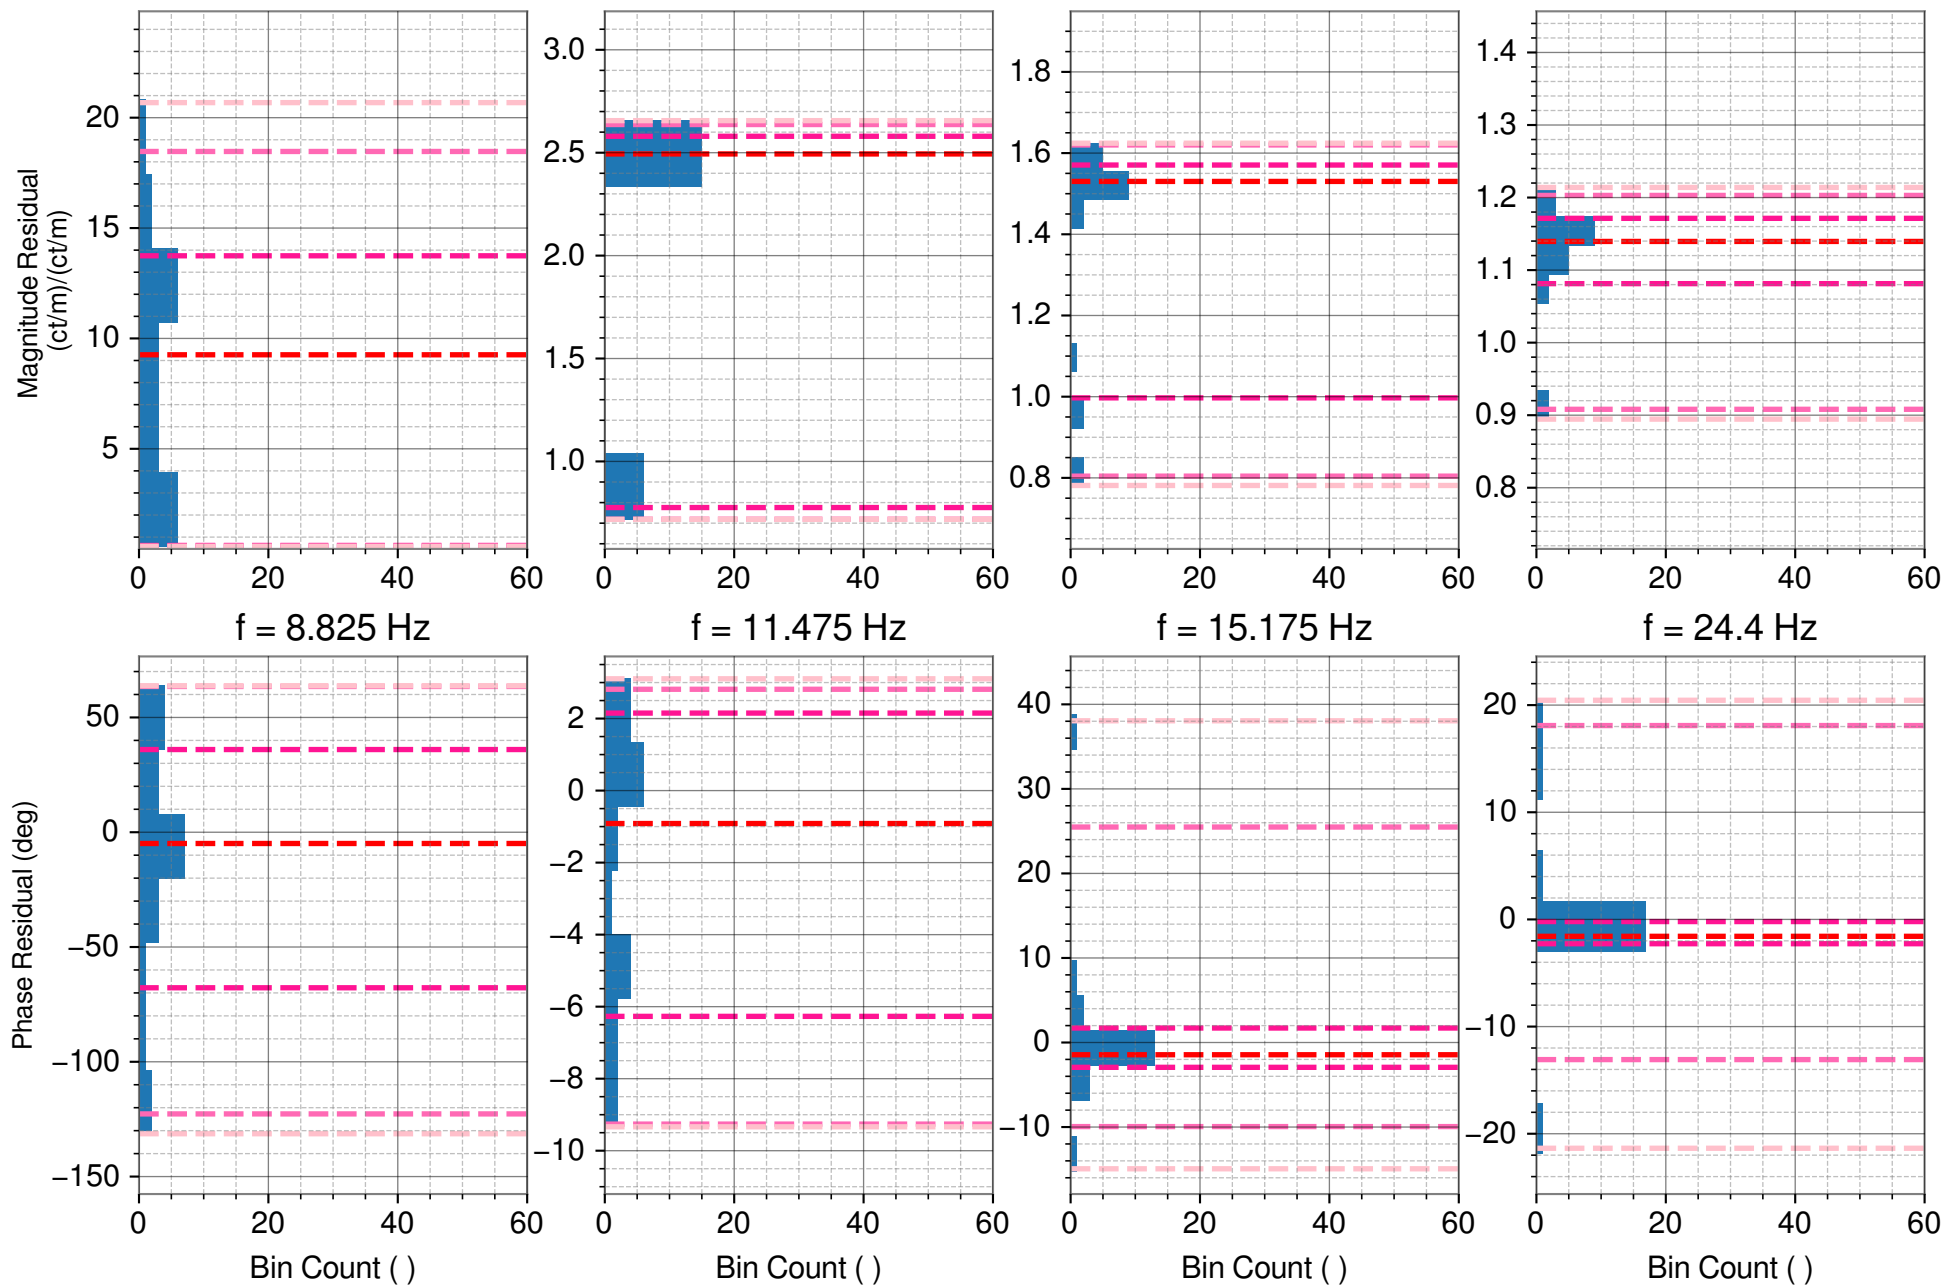 Magnitude Residual
(ct/m)/(ct/m)
20
15
10
5
0 20 40 60
3.0
2.5
2.0
1.5
1.0
0 20 40 60
1.8
1.6
1.4
1.2
1.0
0.8
0 20 40 60
1.4
1.3
1.2
1.1
1.0
0.9
0.8
0 20 40 60
f = 8.825 Hz
f = 11.475 Hz
f = 15.175 Hz
f = 24.4 Hz
Phase Residual (deg)
50
0
−50
−100
−150
0 20 40 60
Bin Count ( )
2
0
−2
−4
−6
−8
−10
0 20 40 60
Bin Count ( )
40
30
20
10
0
−10
0 20 40 60
Bin Count ( )
20
10
0
−10
−20
0 20 40 60
Bin Count ( )